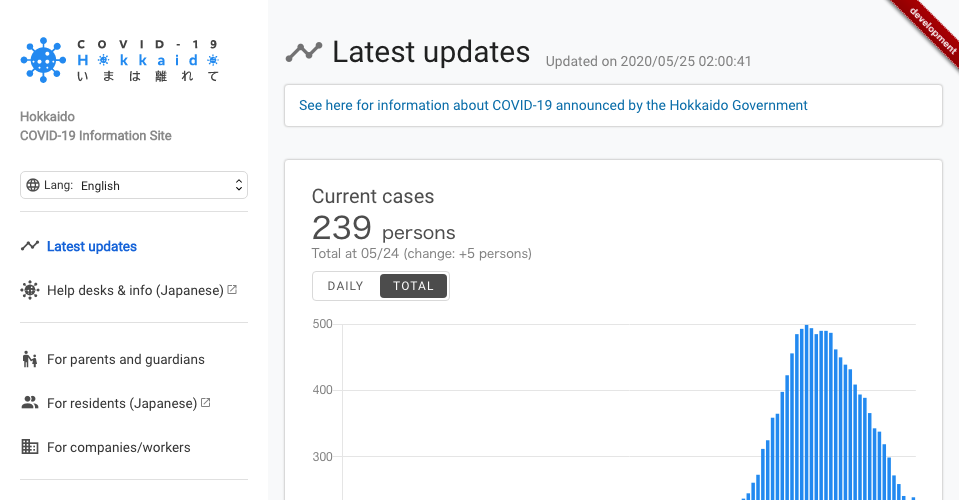 COVID-19
Hokkaido
いまは離れて
Hokkaido
COVID-19 Information Site
Lang: English
Latest updates
Help desks & info (Japanese)
For parents and guardians
For residents (Japanese)
For companies/workers
development
Latest updates Updated on 2020/05/25 02:00:41
See here for information about COVID-19 announced by the Hokkaido Government
Current cases
239 persons
Total at 05/24 (change: +5 persons)
DAILY TOTAL
500
400
300